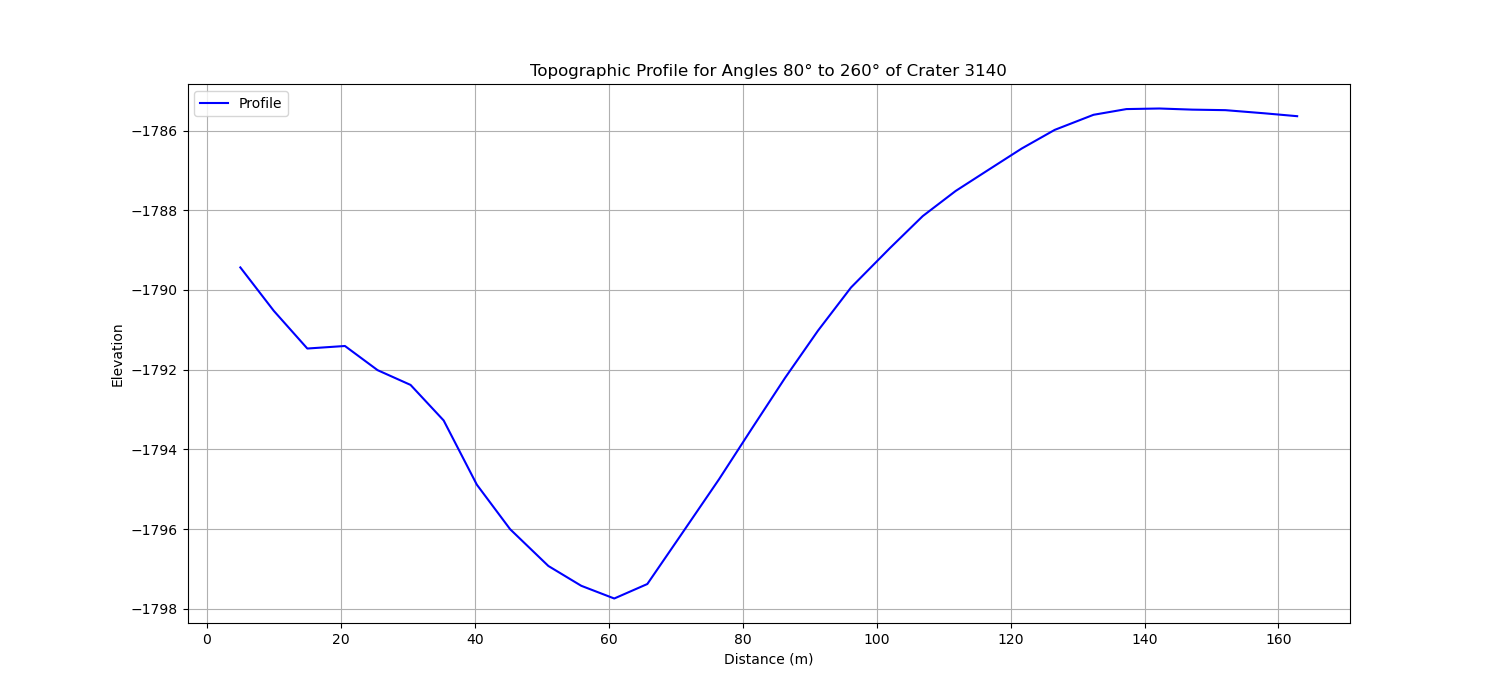 Topographic Profile for Angles 80° to 260° of Crater 3140
Profile
−1786
−1788
−1790
−1792
−1794
−1796
−1798
Elevation
0 20 40 60 80 100 120 140 160
Distance (m)